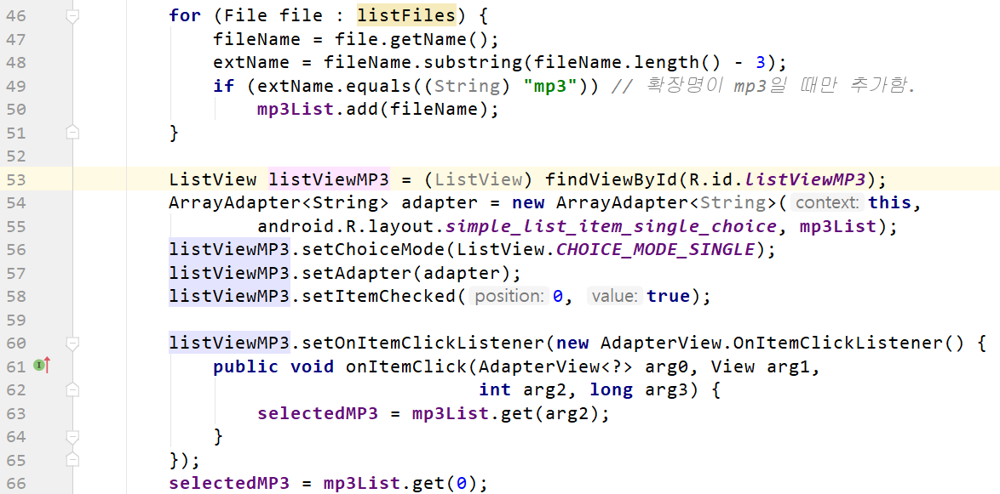 46 for (File file : listFiles) {
47 fileName = file.getName();
48 extName = fileName.substring(fileName.length() - 3);
49 if (extName.equals((String) "mp3")) // 확장명이 mp3일 때만 추가함.
50 mp3List.add(fileName);
51 }
52
53 ListView listViewMP3 = (ListView) findViewById(R.id.listViewMP3);
54 ArrayAdapter<String> adapter = new ArrayAdapter<String>( context: this,
55 android.R.layout.simple_list_item_single_choice, mp3List);
56 listViewMP3.setChoiceMode(ListView.CHOICE_MODE_SINGLE);
57 listViewMP3.setAdapter(adapter);
58 listViewMP3.setItemChecked( position: 0, value: true);
59
60 listViewMP3.setOnItemClickListener(new AdapterView.OnItemClickListener() {
61 public void onItemClick(AdapterView<?> arg0, View arg1,
62 int arg2, long arg3) {
63 selectedMP3 = mp3List.get(arg2);
64 }
65 });
66 selectedMP3 = mp3List.get(0);